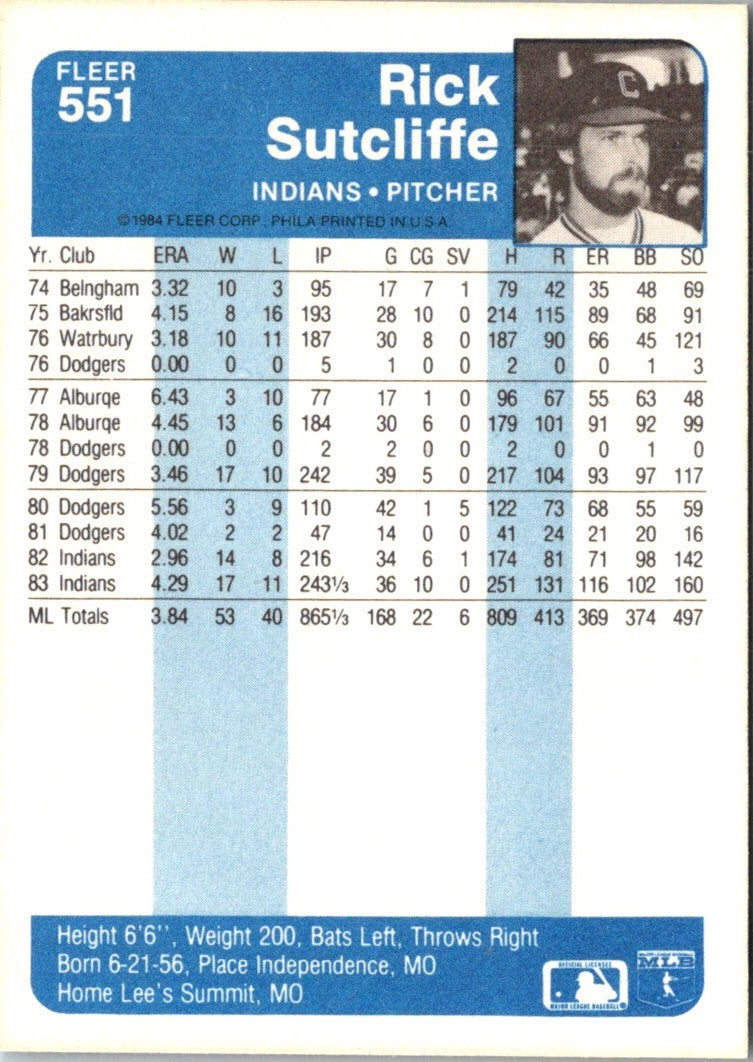 FLEER
551
Rick
Sutcliffe
INDIANS • PITCHER
©1984 FLEER CORP., PHILA PRINTED IN U.S.A.
C
Yr. Club ERA W L IP G CG SV H R ER BB SO
74 Belngham 3.32 10 3 95 17 7 1 79 42 35 48 69
75 Bakrsfld 4.15 8 16 193 28 10 0 214 115 89 68 91
76 Watrbury 3.18 10 11 187 30 8 0 187 90 66 45 121
76 Dodgers 0.00 0 0 5 1 0 0 2 0 0 1 3
77 Alburqe 6.43 3 10 77 17 1 0 96 67 55 63 48
78 Alburqe 4.45 13 6 184 30 6 0 179 101 91 92 99
78 Dodgers 0.00 0 0 2 2 0 0 2 0 0 1 0
79 Dodgers 3.46 17 10 242 39 5 0 217 104 93 97 117
80 Dodgers 5.56 3 9 110 42 1 5 122 73 68 55 59
81 Dodgers 4.02 2 2 47 14 0 0 41 24 21 20 16
82 Indians 2.96 14 8 216 34 6 1 174 81 71 98 142
83 Indians 4.29 17 11 243⅓ 36 10 0 251 131 116 102 160
ML Totals 3.84 53 40 865⅓ 168 22 6 809 413 369 374 497
Height 6'6'', Weight 200, Bats Left, Throws Right
Born 6-21-56, Place Independence, MO
Home Lee's Summit, MO
OFFICIAL LICENSEE
MAJOR LEAGUE BASEBALL
MAJOR LEAGUE BASEBALL
MLB